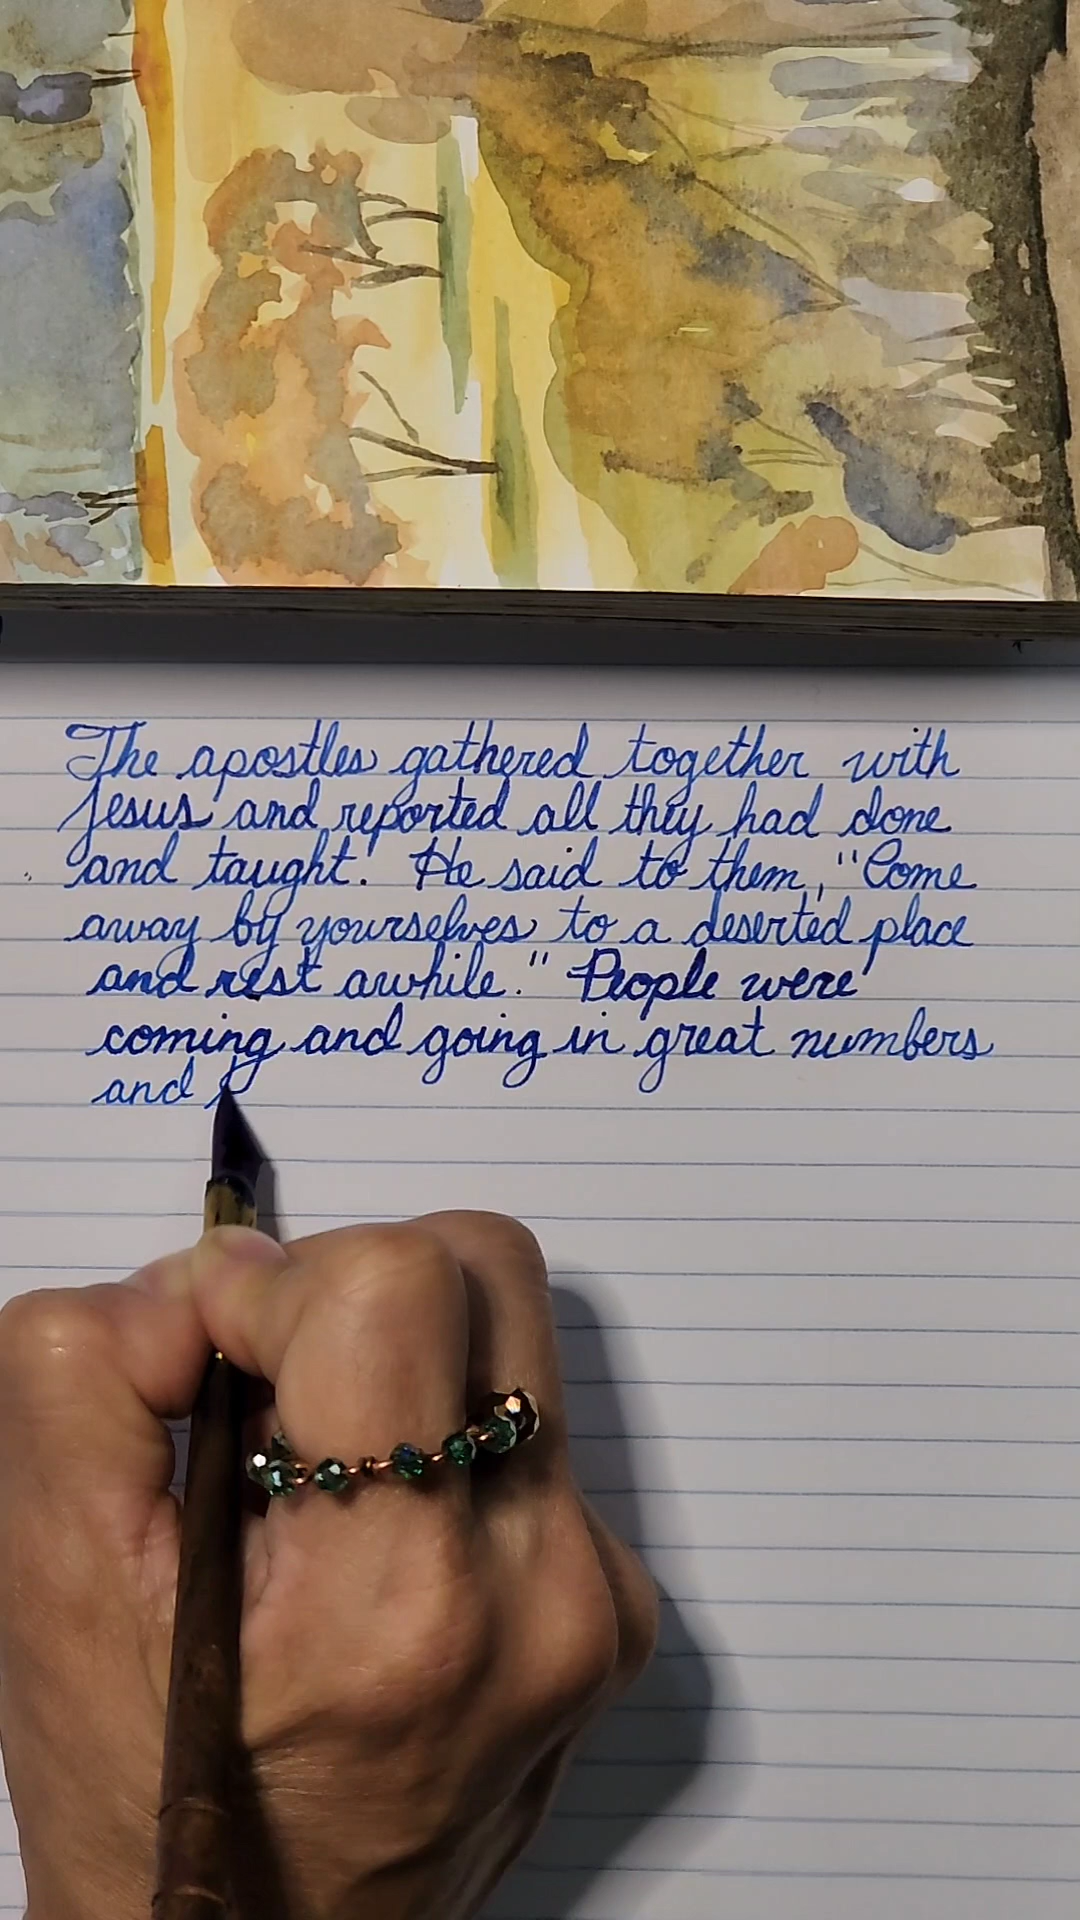 The apostles gathered together with
Jesus and reported all they had done
and taught. He said to them, "Come
away by yourselves to a deserted place
and rest awhile." People were
coming and going in great numbers
and